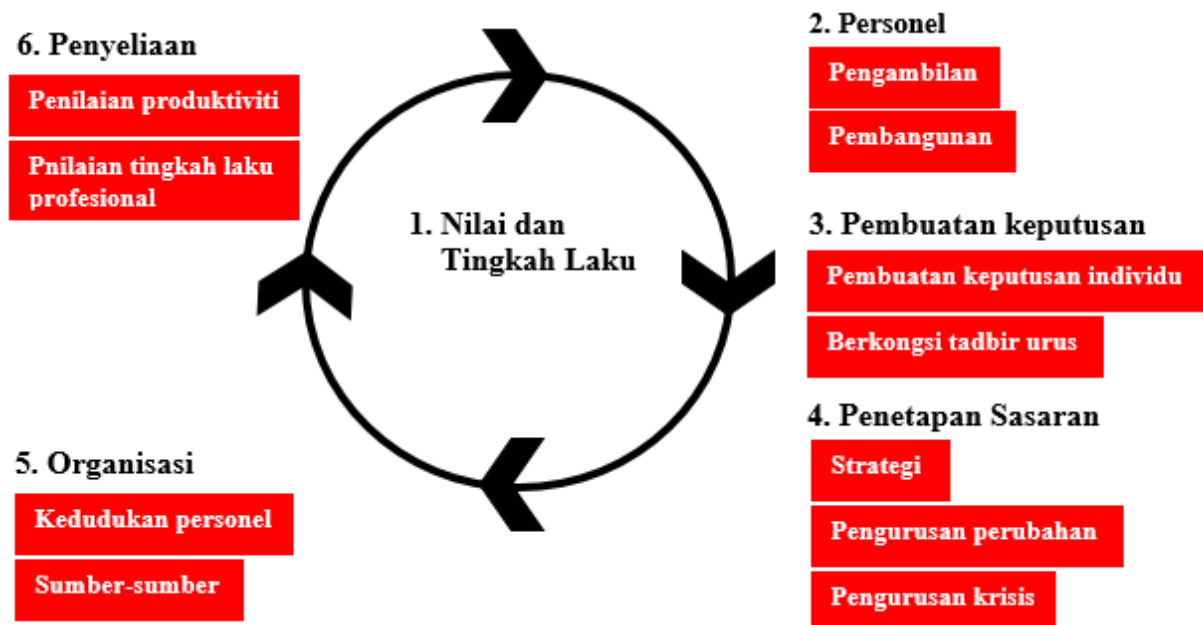 1. Nilai dan
Tingkah Laku
2. Personel
Pengambilan
Pembangunan
3. Pembuatan keputusan
Pembuatan keputusan individu
Berkongsi tadbir urus
4. Penetapan Sasaran
Strategi
Pengurusan perubahan
Pengurusan krisis
5. Organisasi
Kedudukan personel
Sumber-sumber
6. Penyeliaan
Penilaian produktiviti
Pnilaian tingkah laku
profesional